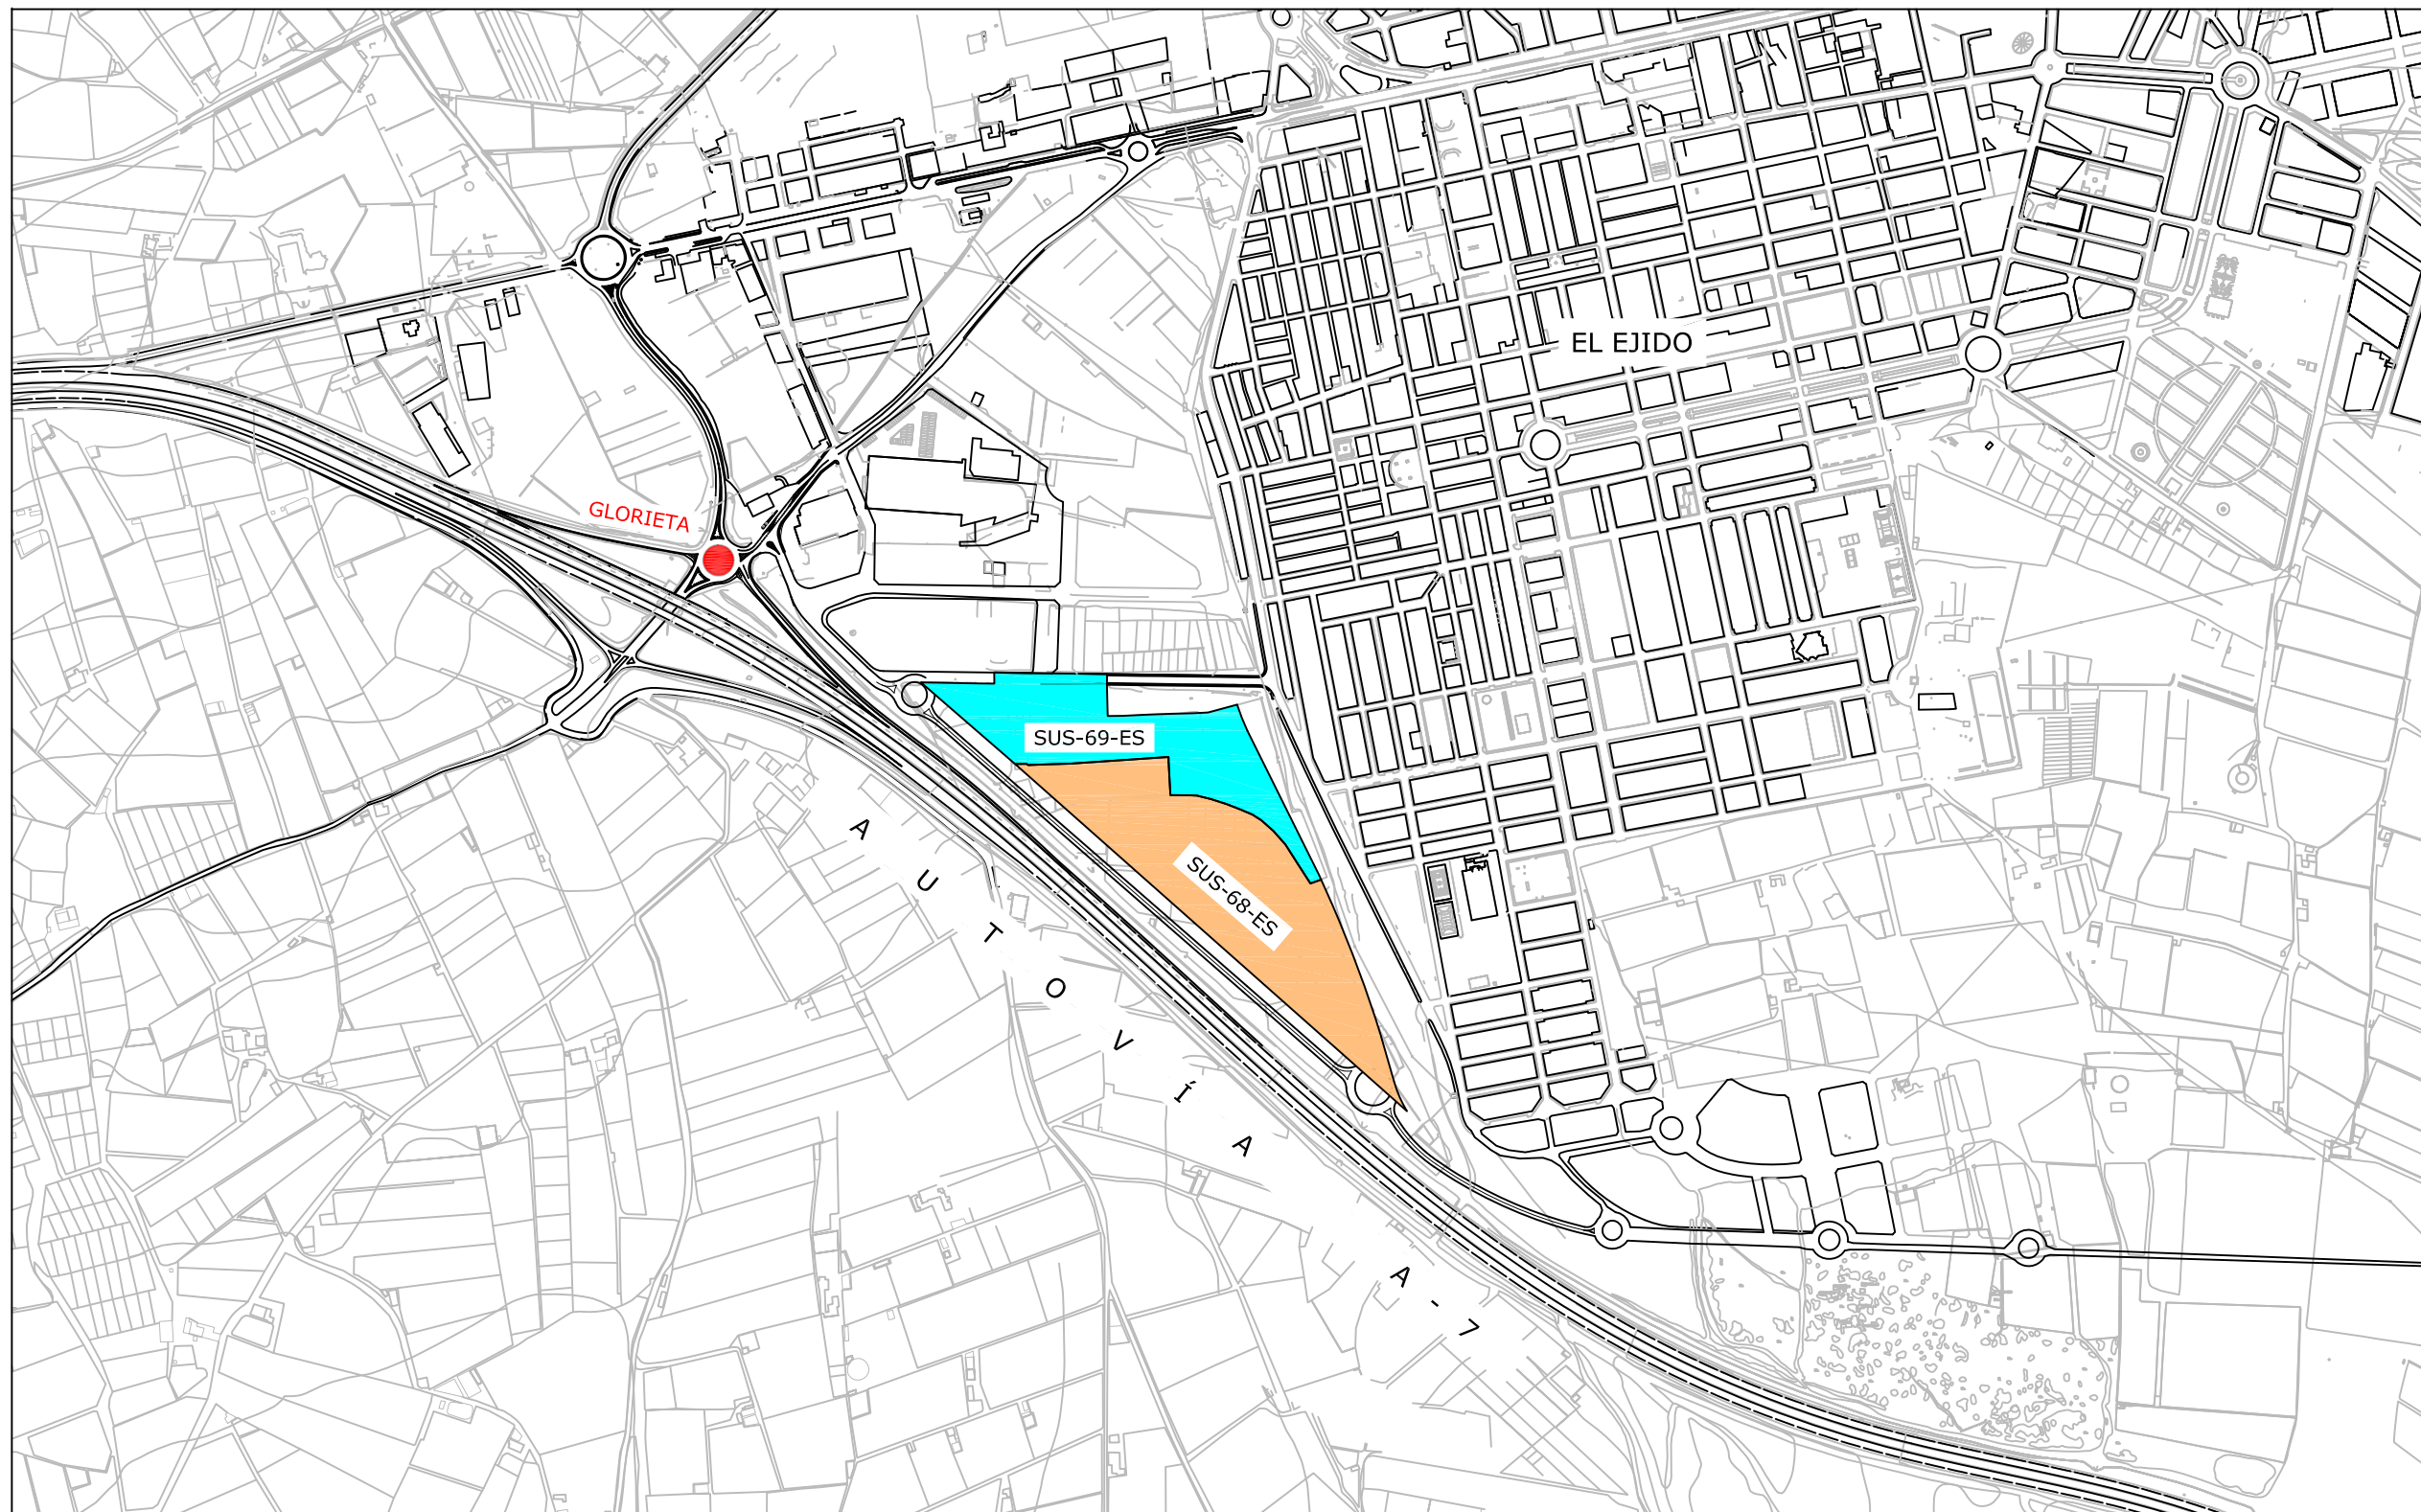 EL EJIDO
GLORIETA
SUS-69-ES
SUS-68-ES
AUTOVÍA A-7